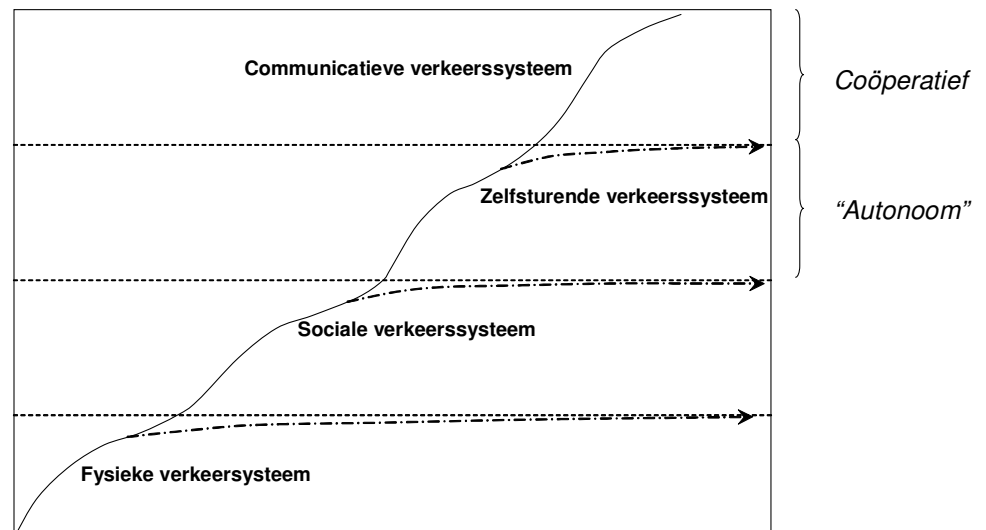 Communicatieve verkeerssysteem
Coöperatief
Zelfsturende verkeerssysteem
“Autonoom”
Sociale verkeerssysteem
Fysieke verkeersysteem